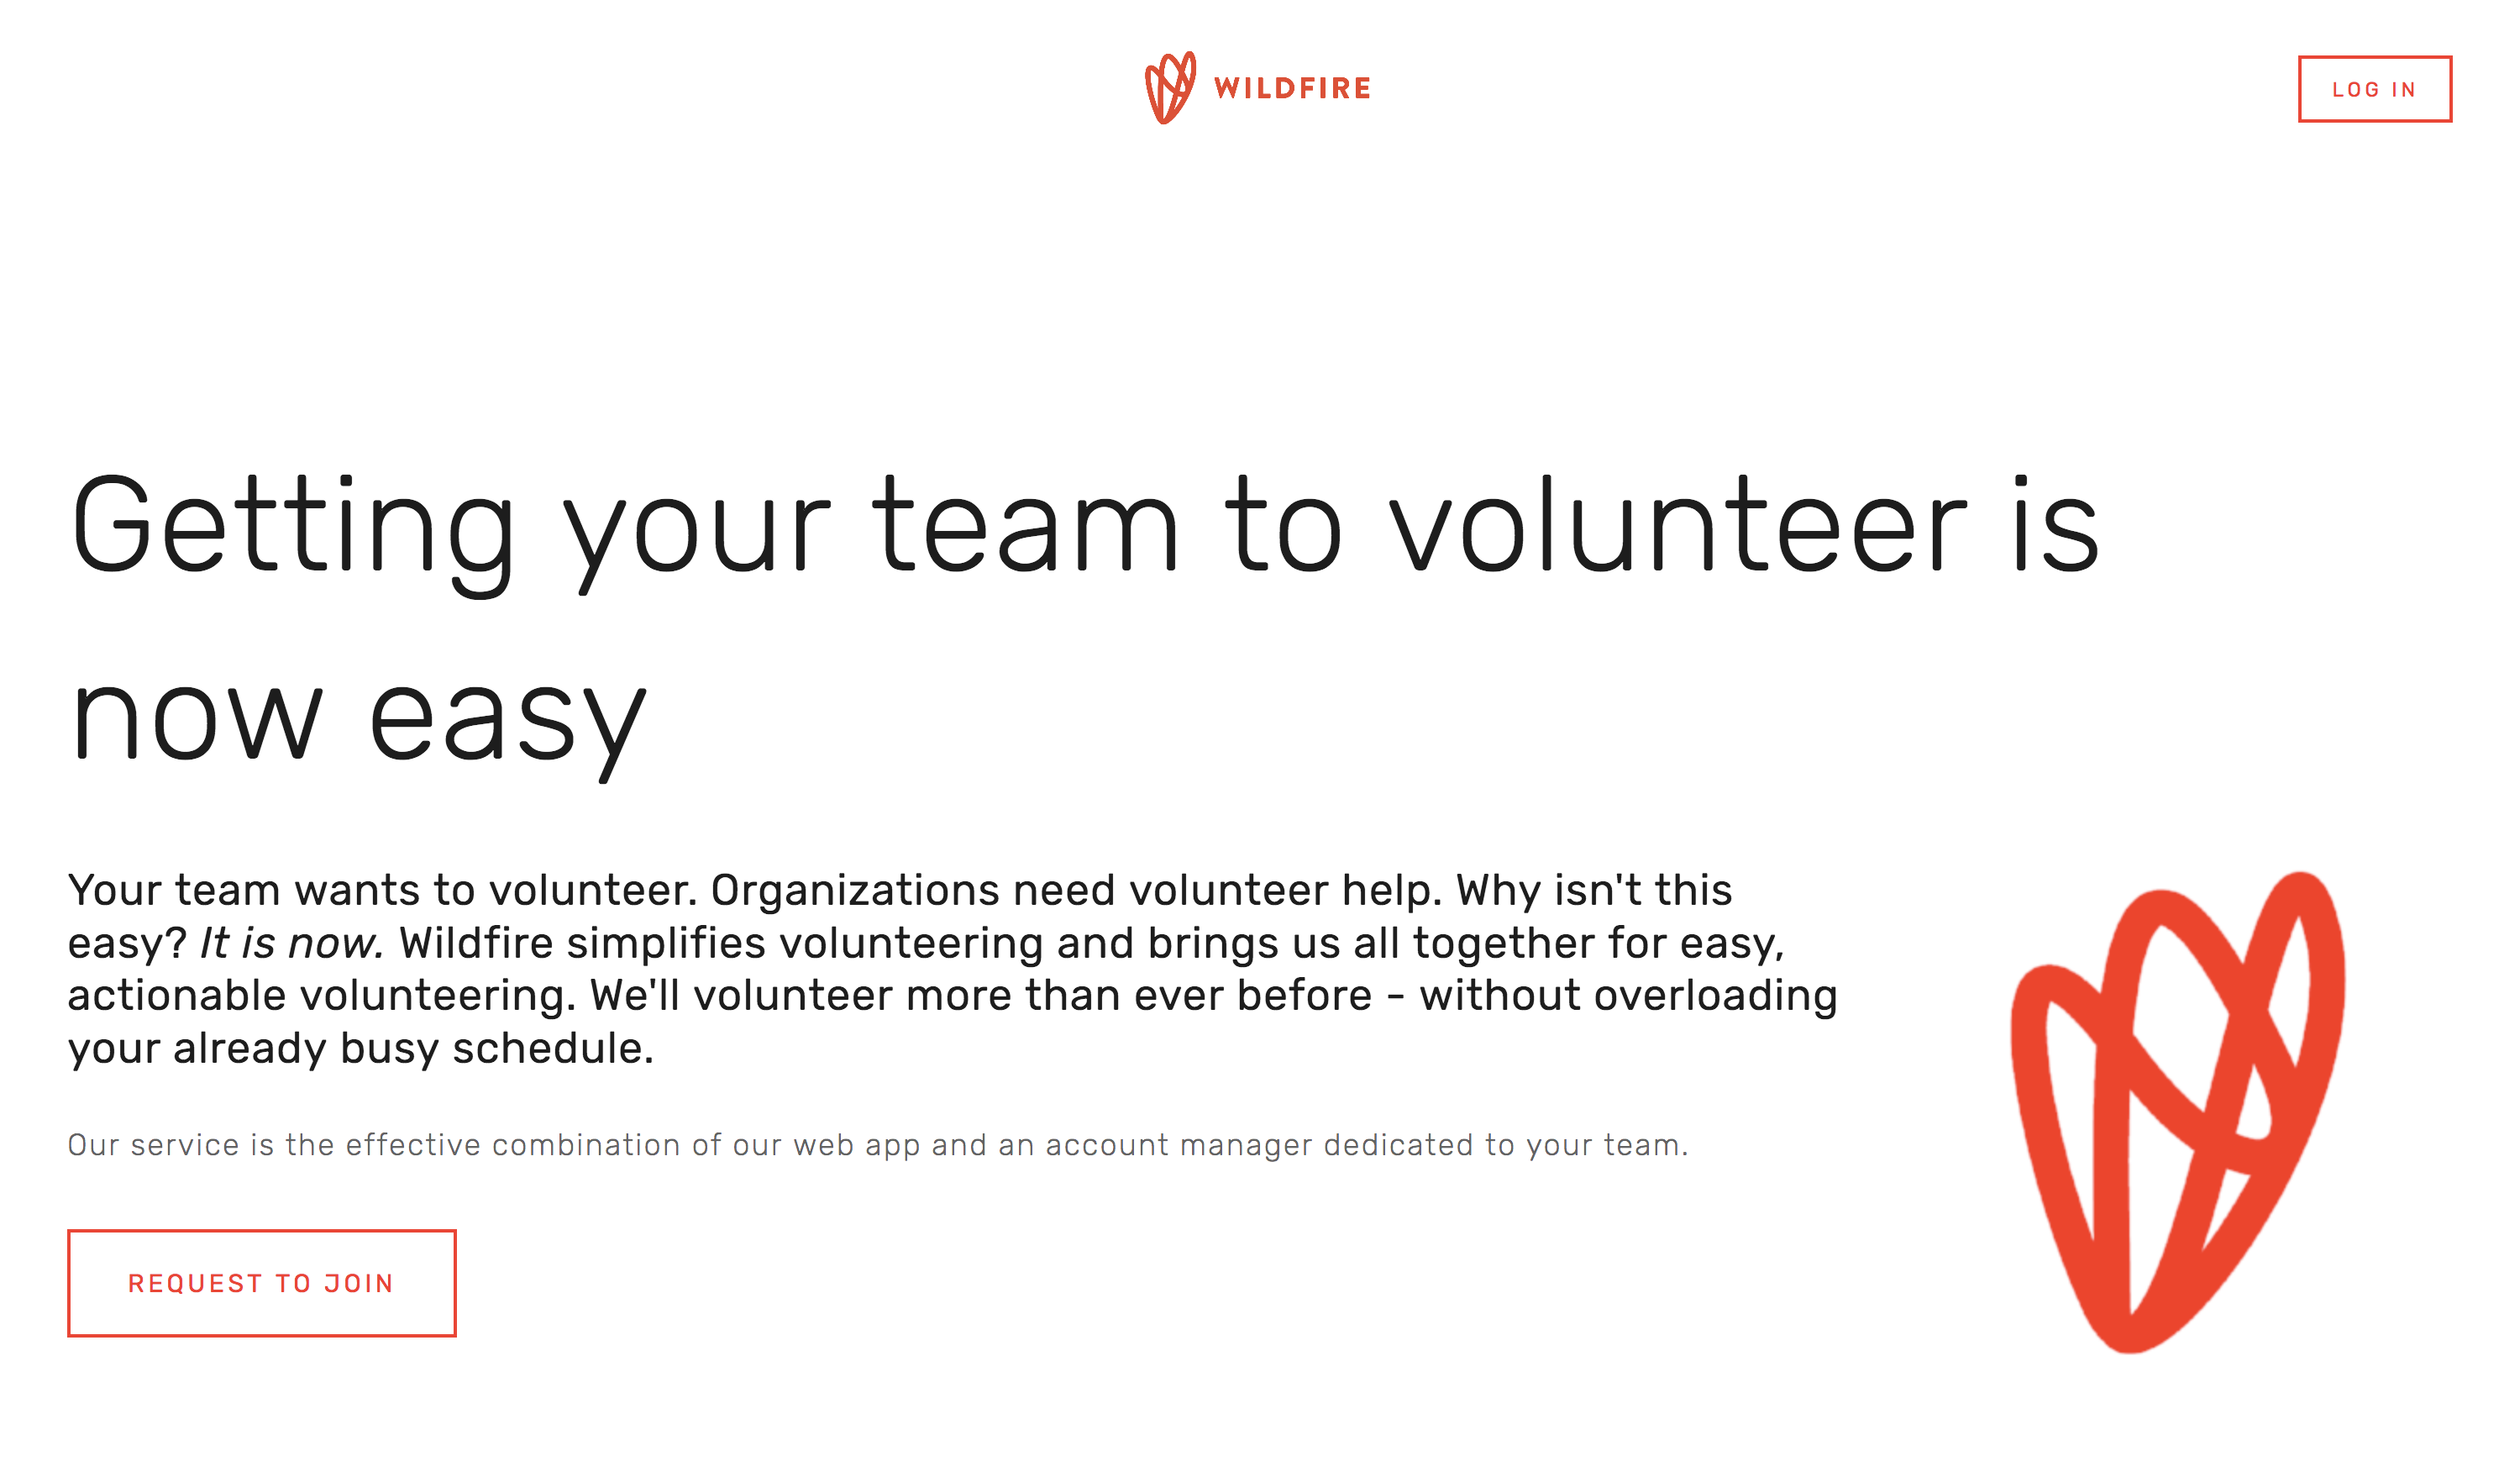 WILDFIRE
LOG IN
Getting your team to volunteer is
now easy
Your team wants to volunteer. Organizations need volunteer help. Why isn't this
easy? It is now. Wildfire simplifies volunteering and brings us all together for easy,
actionable volunteering. We'll volunteer more than ever before - without overloading
your already busy schedule.
Our service is the effective combination of our web app and an account manager dedicated to your team.
REQUEST TO JOIN